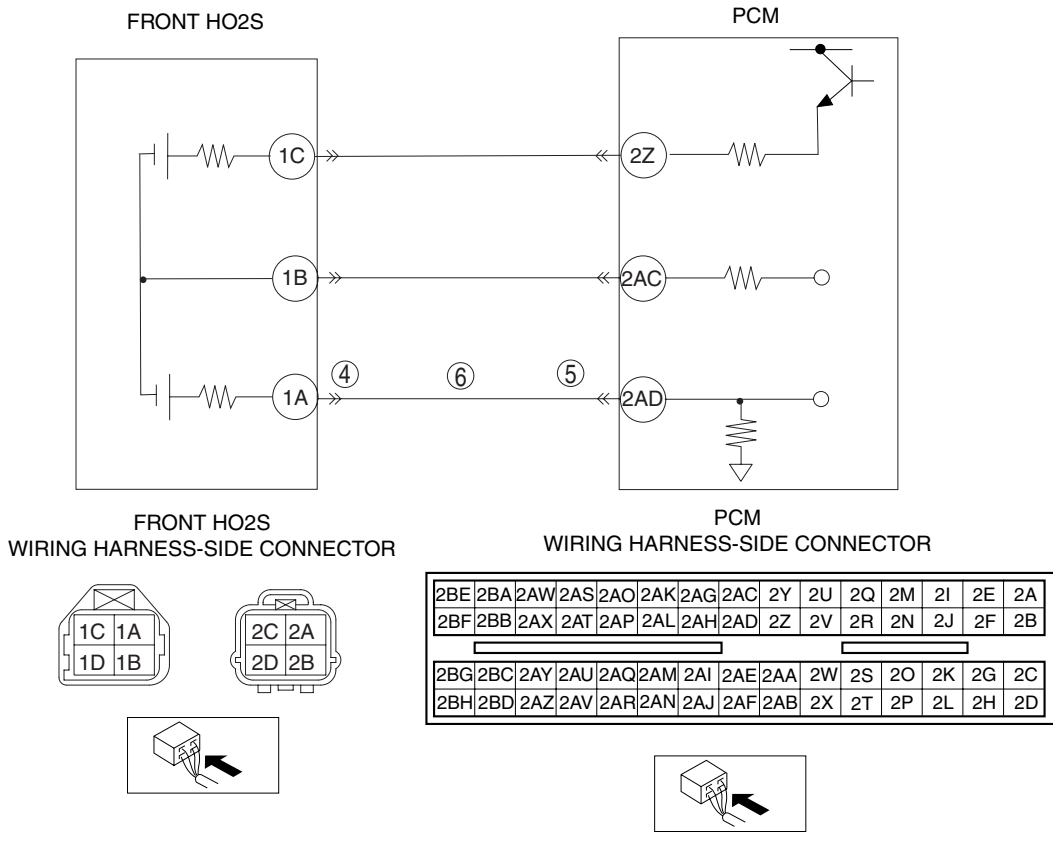 FRONT HO2S
PCM
1C
2Z
1B
2AC
4
6
5
1A
2AD
FRONT HO2S
WIRING HARNESS-SIDE CONNECTOR
1C 1A
1D 1B
2C 2A
2D 2B
PCM
WIRING HARNESS-SIDE CONNECTOR
2BE 2BA 2AW 2AS 2AO 2AK 2AG 2AC 2Y 2U 2Q 2M 2I 2E 2A
2BF 2BB 2AX 2AT 2AP 2AL 2AH 2AD 2Z 2V 2R 2N 2J 2F 2B
2BG 2BC 2AY 2AU 2AQ 2AM 2AI 2AE 2AA 2W 2S 2O 2K 2G 2C
2BH 2BD 2AZ 2AV 2AR 2AN 2AJ 2AF 2AB 2X 2T 2P 2L 2H 2D